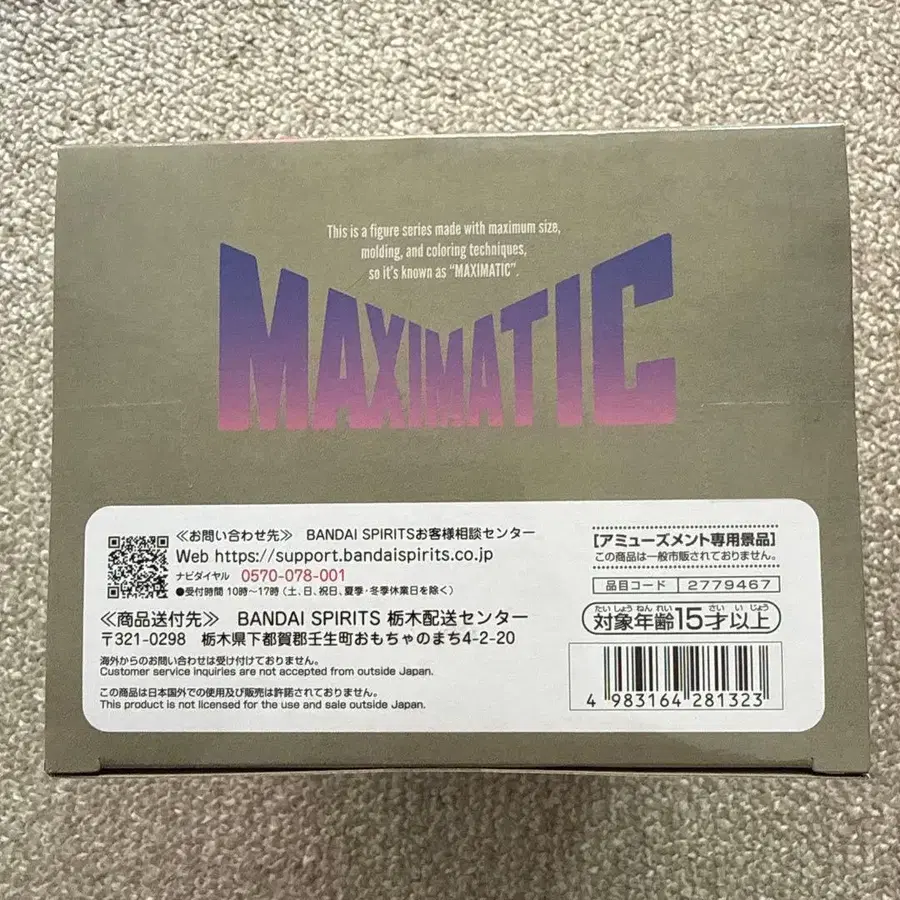 This is a figure series made with maximum size,
molding, and coloring techniques,
so it's known as "MAXIMATIC".
MAXIMATIC
≪お問い合わせ先≫ BANDAI SPIRITSお客様相談センター
Web https://support.bandaispirits.co.jp
ナビダイヤル 0570-078-001
●受付時間 10時～17時(土、日、祝日、夏季・冬季休業日を除く)
≪商品送付先≫ BANDAI SPIRITS 栃木配送センター
〒321-0298 栃木県下都賀郡壬生町おもちゃのまち4-2-20
海外からのお問い合わせは受け付けておりません。
Customer service inquiries are not accepted from outside Japan.
この商品は日本国外での使用及び販売は許諾されておりません。
This product is not licensed for the use and sale outside Japan.
[アミューズメント専用景品]
この商品は一般市販されておりません。
品目コード 2779467
たいしょうねんれい さい いじょう
対象年齢15才以上
4 983164 281323